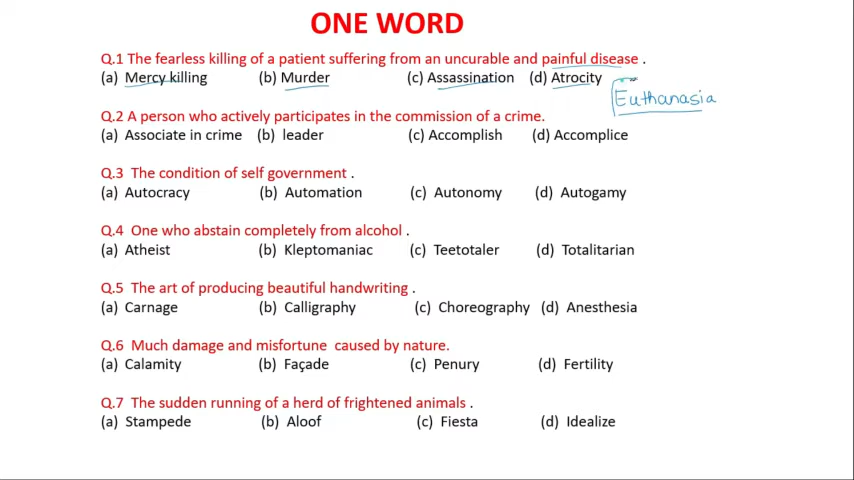 ONE WORD
Q.1 The fearless killing of a patient suffering from an uncurable and painful disease .
(a) Mercy killing (b) Murder (c) Assassination (d) Atrocity
Euthanasia
Q.2 A person who actively participates in the commission of a crime.
(a) Associate in crime (b) leader (c) Accomplish (d) Accomplice
Q.3 The condition of self government .
(a) Autocracy (b) Automation (c) Autonomy (d) Autogamy
Q.4 One who abstain completely from alcohol .
(a) Atheist (b) Kleptomaniac (c) Teetotaler (d) Totalitarian
Q.5 The art of producing beautiful handwriting .
(a) Carnage (b) Calligraphy (c) Choreography (d) Anesthesia
Q.6 Much damage and misfortune caused by nature.
(a) Calamity (b) Façade (c) Penury (d) Fertility
Q.7 The sudden running of a herd of frightened animals .
(a) Stampede (b) Aloof (c) Fiesta (d) Idealize